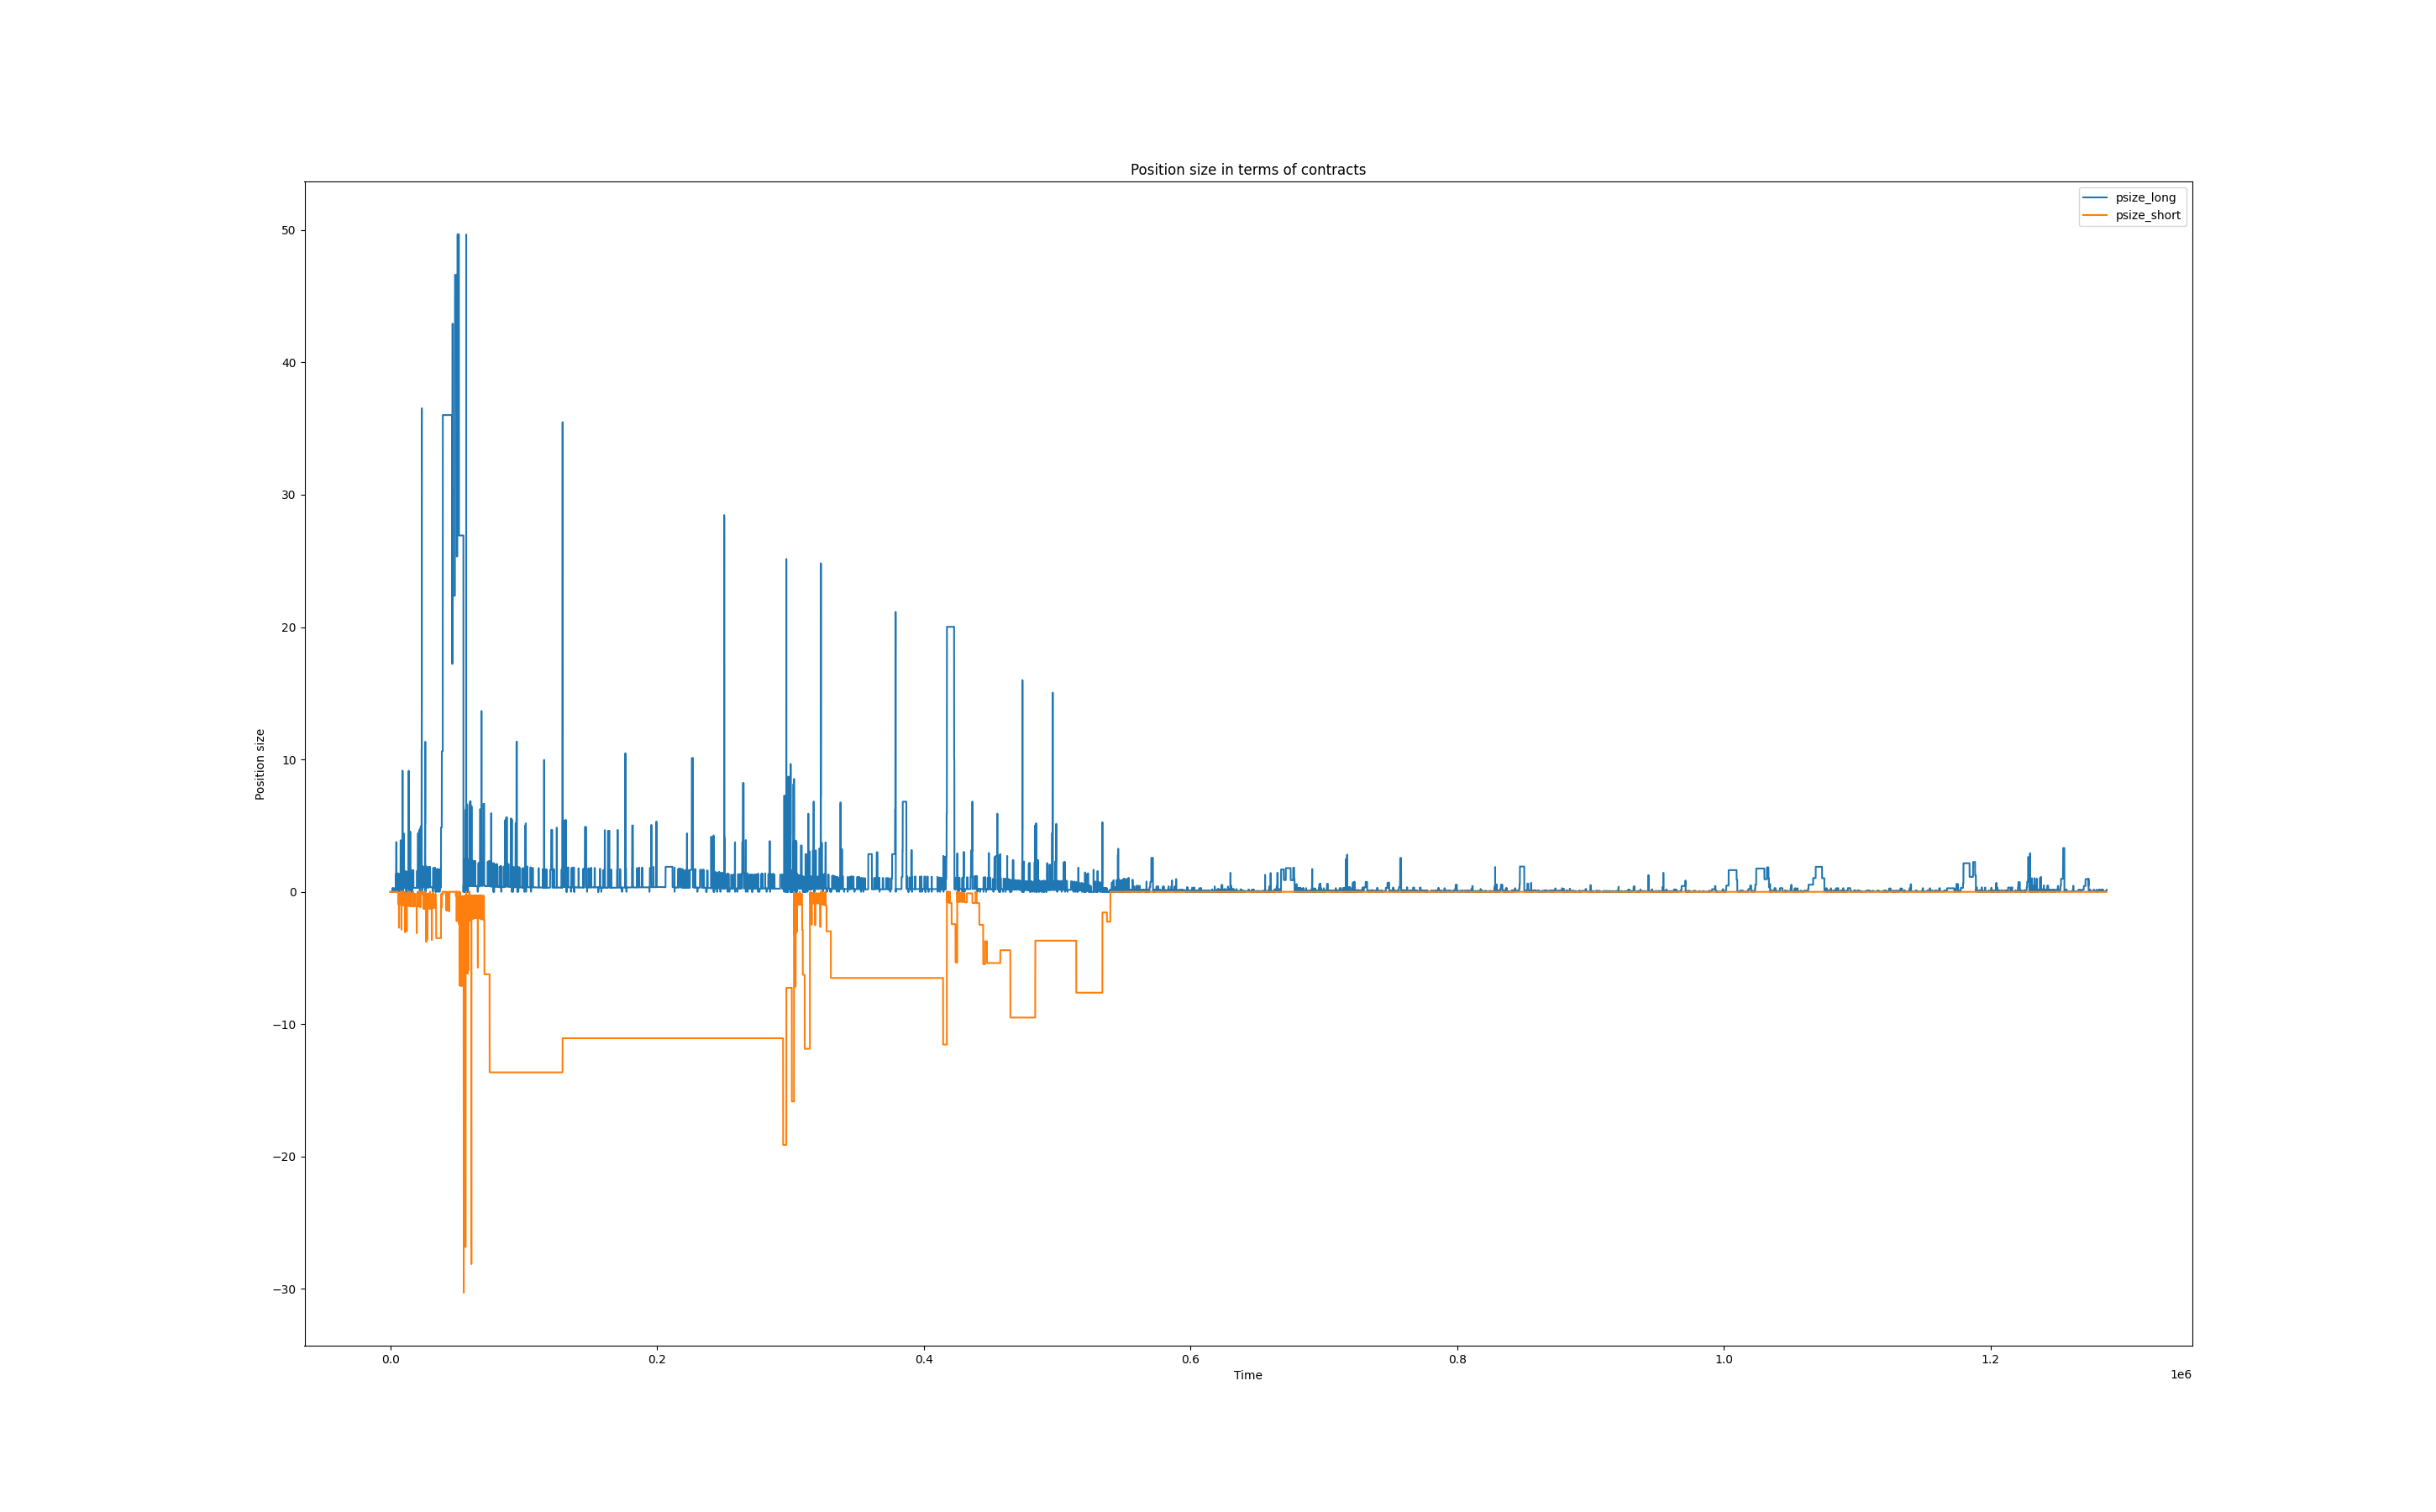 Position size in terms of contracts
psize_long
psize_short
50
40
30
20
10
0
−10
−20
−30
Position size
0.0 0.2 0.4 0.6 0.8 1.0 1.2
Time
1e6